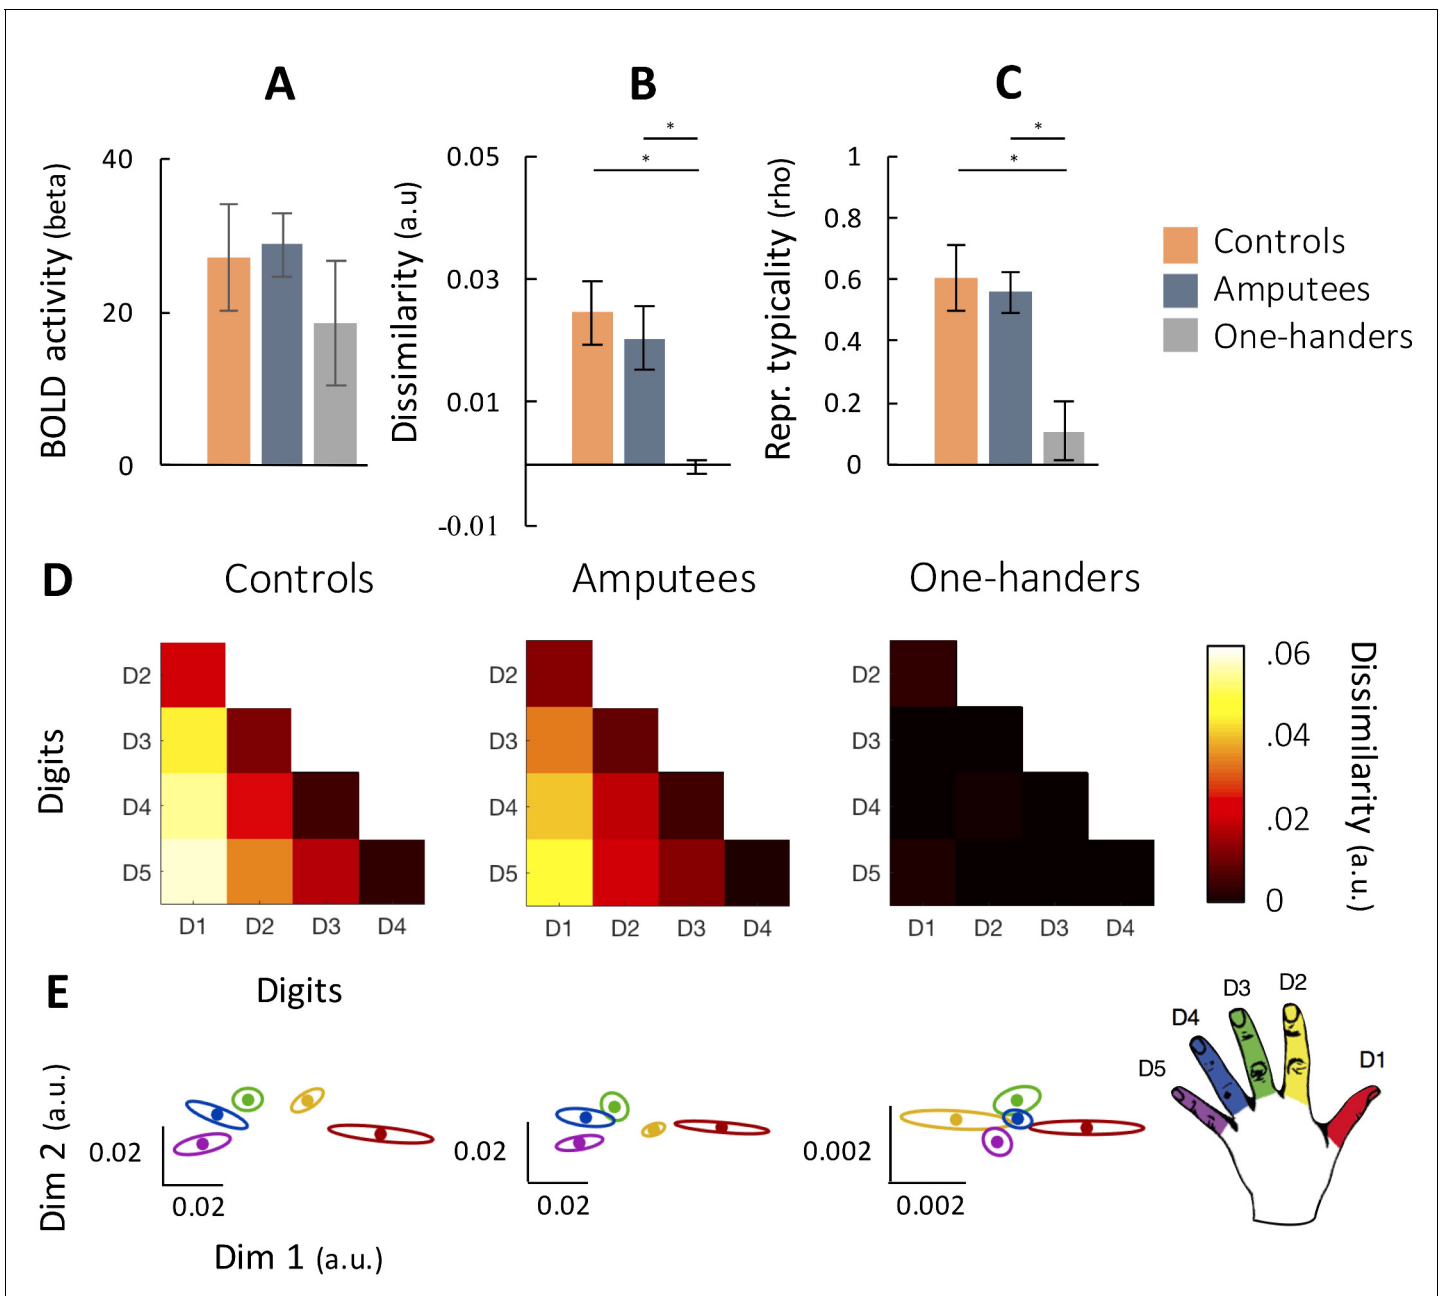 A
B
C
BOLD activity (beta)
40
20
0
Dissimilarity (a.u)
0.05
0.03
0.01
-0.01
*
*
Repr. typicality (rho)
1
0.8
0.6
0.4
0.2
0
*
*
Controls
Amputees
One-handers
D
Controls
Amputees
One-handers
Digits
D2
D3
D4
D5
D1
D2
D3
D4
D2
D3
D4
D5
D1
D2
D3
D4
D2
D3
D4
D5
D1
D2
D3
D4
.06
.04
.02
0
Dissimilarity (a.u.)
Digits
E
Dim 2 (a.u.)
0.02
0.02
0.02
0.02
0.002
0.002
Dim 1 (a.u.)
D5
D4
D3
D2
D1